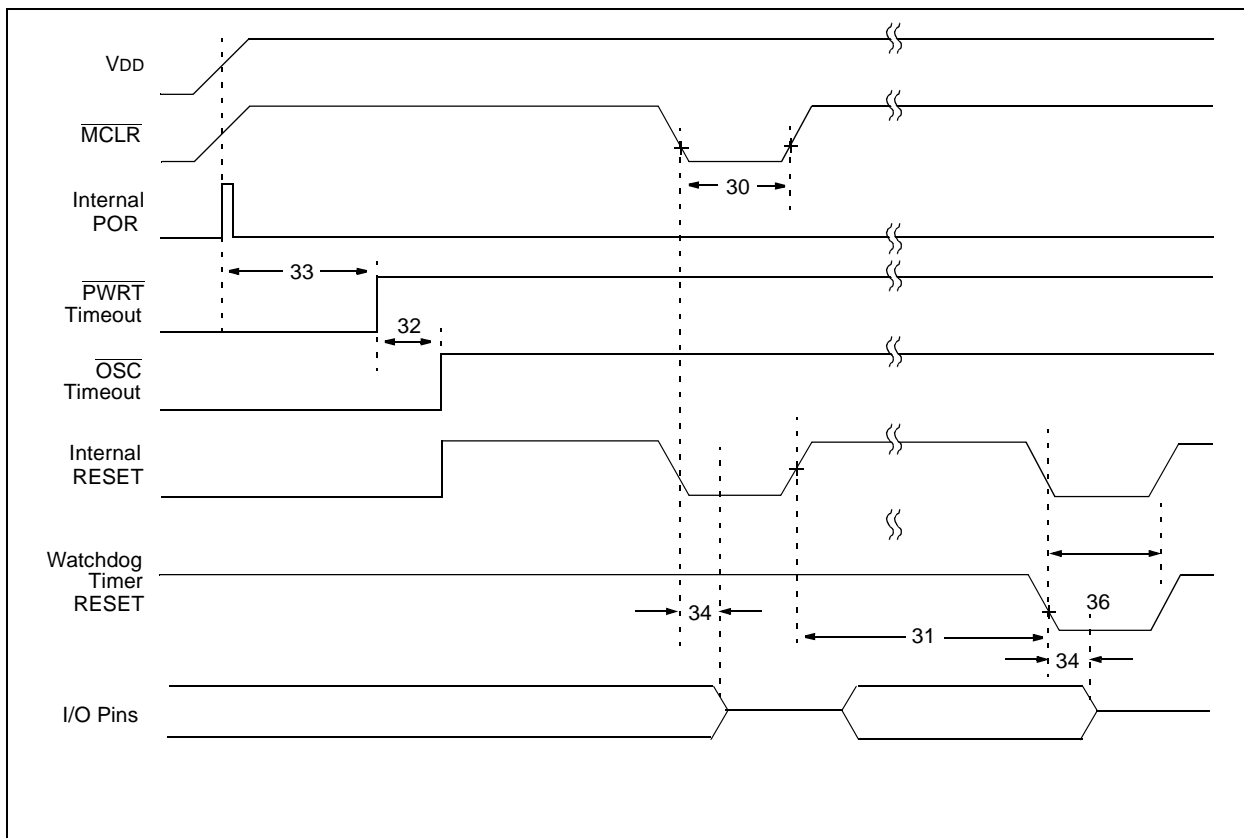 VDD
MCLR
30
Internal
POR
33
PWRT
Timeout
32
OSC
Timeout
Internal
RESET
Watchdog
Timer
RESET
34
31
36
34
I/O Pins